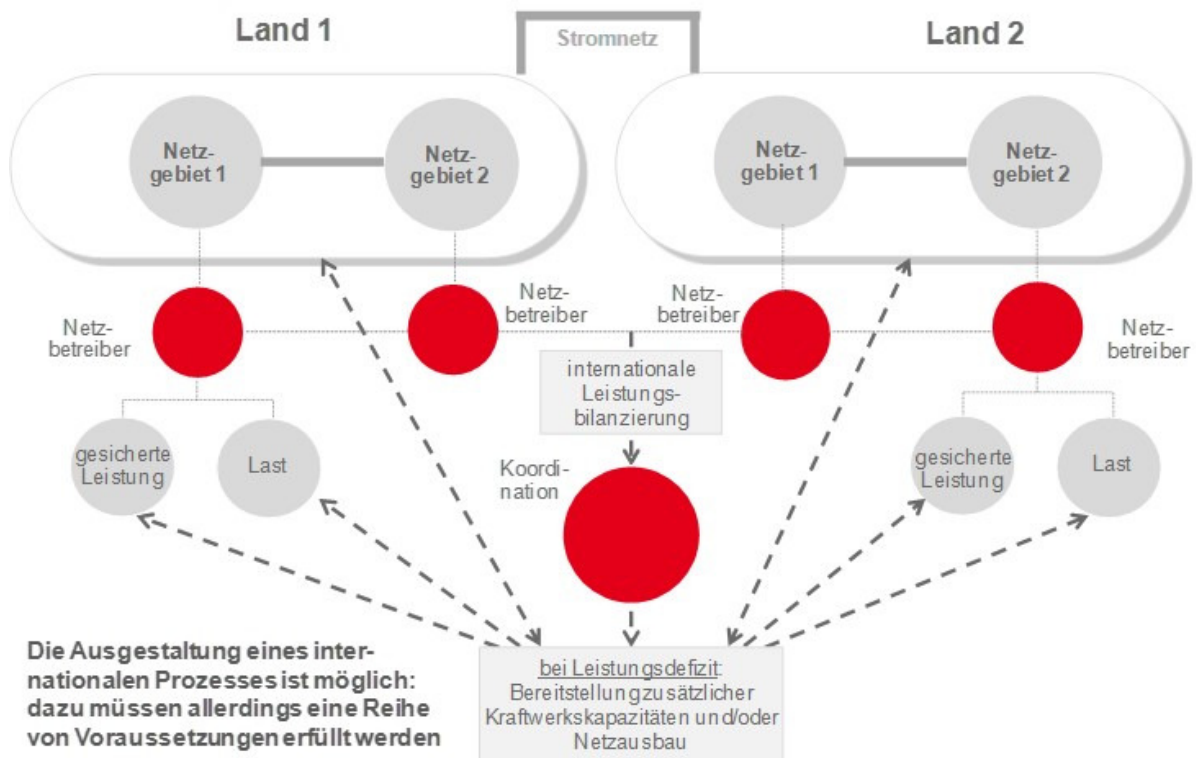 Land 1
Stromnetz
Land 2
Netz-
gebiet 1
Netz-
gebiet 2
Netz-
gebiet 1
Netz-
gebiet 2
Netz-
betreiber
Netz-
betreiber
Netz-
betreiber
Netz-
betreiber
internationale
Leistungs-
bilanzierung
gesicherte
Leistung
Last
Koordi-
nation
gesicherte
Leistung
Last
Die Ausgestaltung eines inter-
nationalen Prozesses ist möglich:
dazu müssen allerdings eine Reihe
von Voraussetzungen erfüllt werden
bei Leistungsdefizit:
Bereitstellung zusätzlicher
Kraftwerkskapazitäten und/oder
Netzausbau